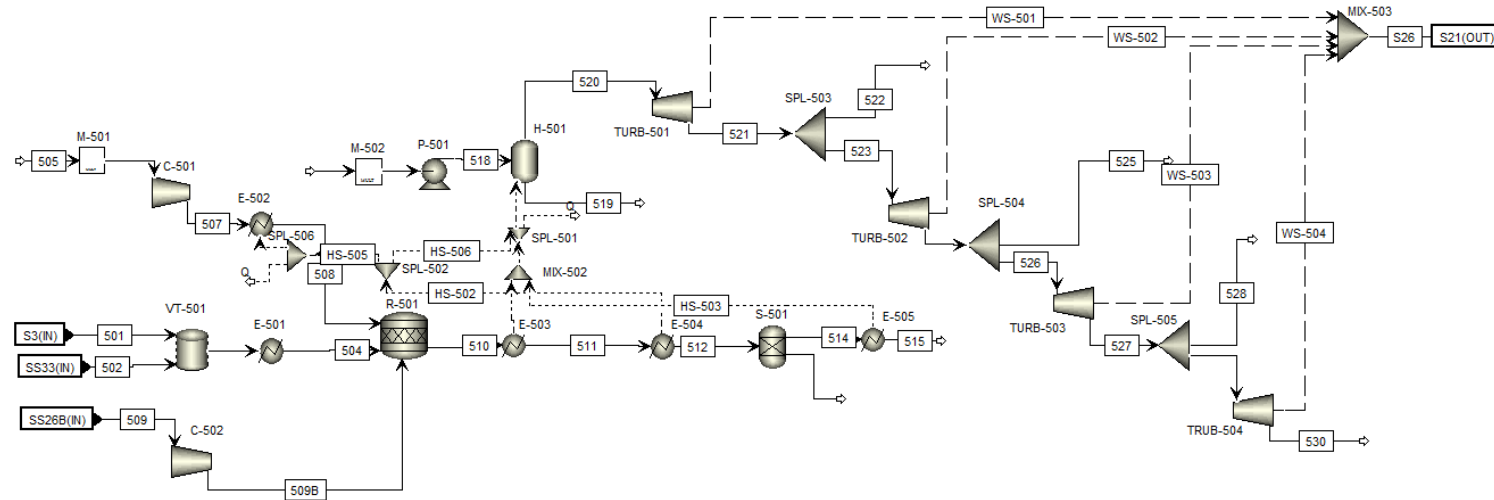 WS-501
MIX-503
WS-502
S26
S21(OUT)
520
SPL-503
522
H-501
TURB-501
521
523
M-501
M-502
P-501
518
505
C-501
525
WS-503
519
Q
SPL-504
E-502
507
SPL-501
TURB-502
SPL-506
HS-505
HS-506
WS-504
526
Q
508
SPL-502
MIX-502
528
HS-502
HS-503
R-501
S-501
TURB-503
SPL-505
VT-501
E-503
E-504
E-505
S3(IN)
501
E-501
514
527
504
510
511
512
515
SS33(IN)
502
SS26B(IN)
509
C-502
TRUB-504
530
509B